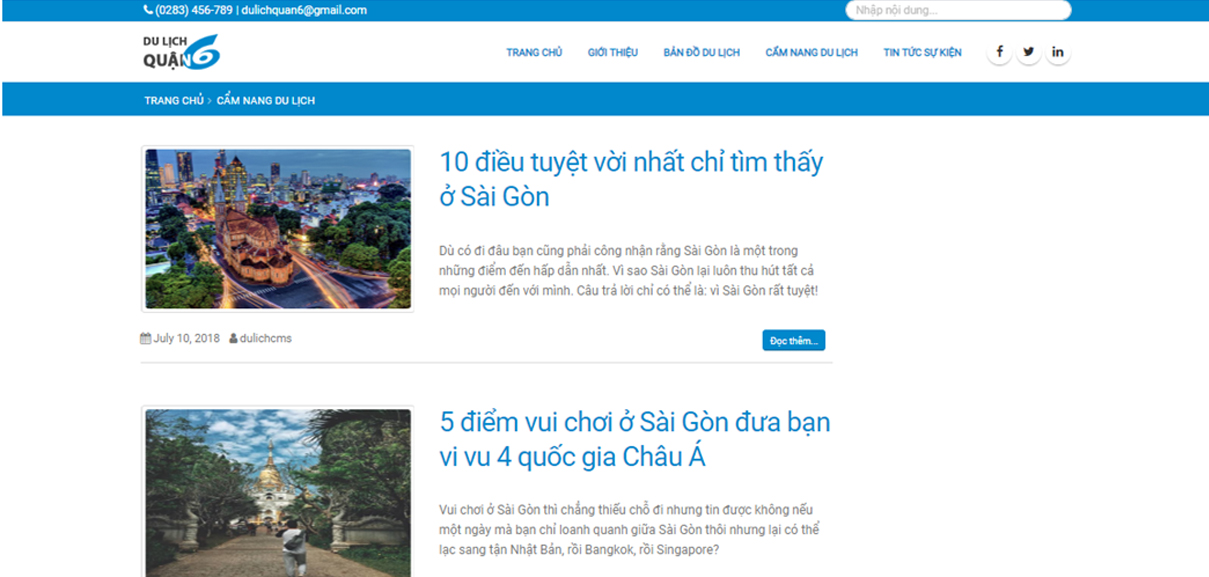 (0283) 456-789 | dulichquan6@gmail.com
Nhập nội dung...
DU LỊCH
QUẬN6
TRANG CHỦ
GIỚI THIỆU
BẢN ĐỒ DU LỊCH
CẨM NANG DU LỊCH
TIN TỨC SỰ KIỆN
TRANG CHỦ > CẨM NANG DU LỊCH
10 điều tuyệt vời nhất chỉ tìm thấy
ở Sài Gòn
Dù có đi đâu bạn cũng phải công nhận rằng Sài Gòn là một trong
những điểm đến hấp dẫn nhất. Vì sao Sài Gòn lại luôn thu hút tất cả
mọi người đến với mình. Câu trả lời chỉ có thể là: vì Sài Gòn rất tuyệt!
July 10, 2018 dulichcms
Đọc thêm...
5 điểm vui chơi ở Sài Gòn đưa bạn
vi vu 4 quốc gia Châu Á
Vui chơi ở Sài Gòn thì chẳng thiếu chỗ đi nhưng tin được không nếu
một ngày mà bạn chỉ loanh quanh giữa Sài Gòn thôi nhưng lại có thể
lạc sang tận Nhật Bản, rồi Bangkok, rồi Singapore?